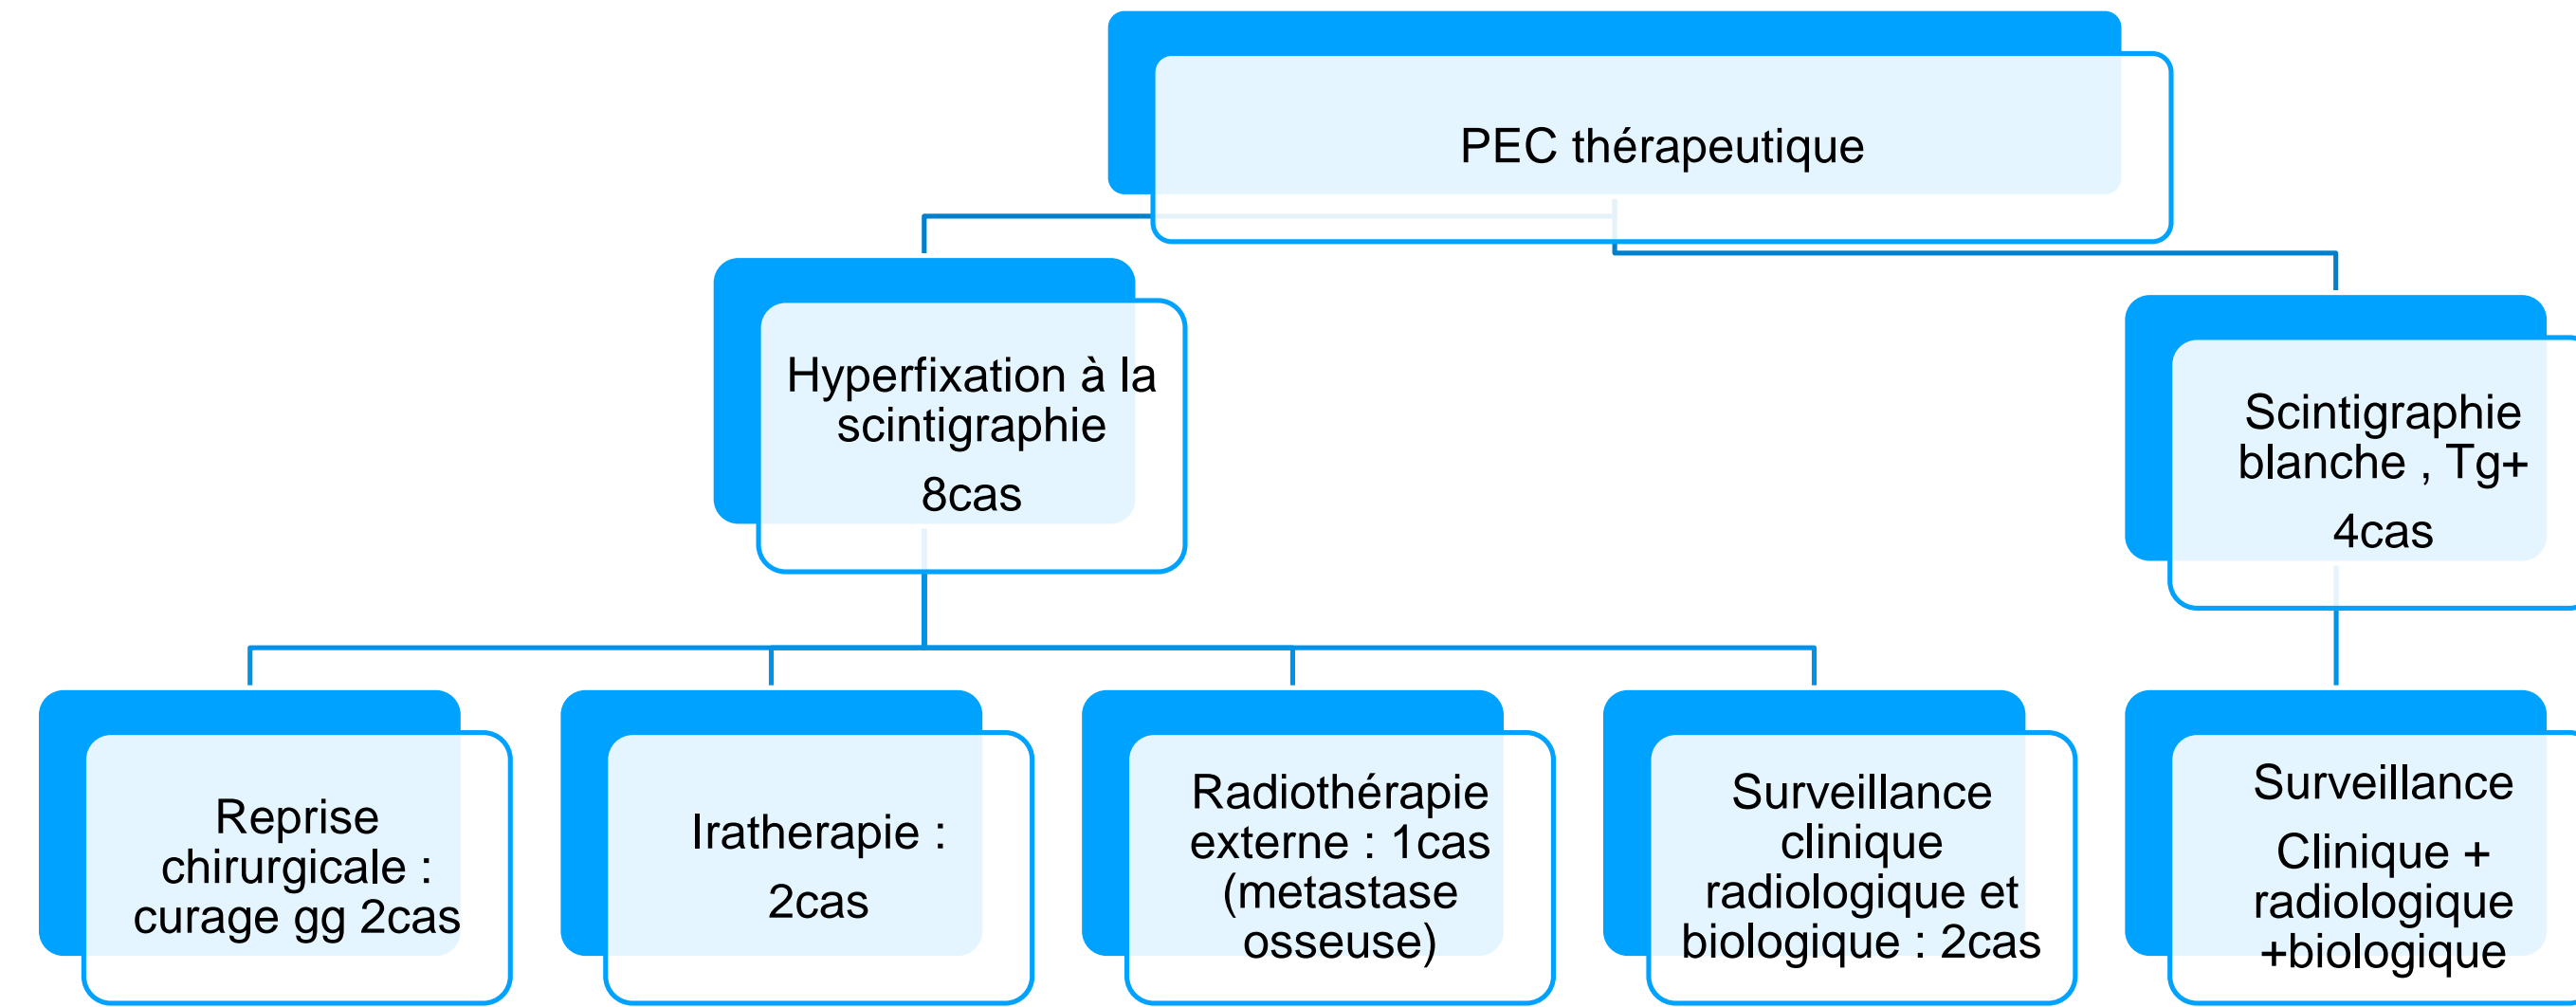 PEC thérapeutique
Hyperfixation à la
scintigraphie
8cas
Scintigraphie
blanche , Tg+
4cas
Reprise
chirurgicale :
curage gg 2cas
Iratherapie :
2cas
Radiothérapie
externe : 1cas
(metastase
osseuse)
Surveillance
clinique
radiologique et
biologique : 2cas
Surveillance
Clinique +
radiologique
+biologique